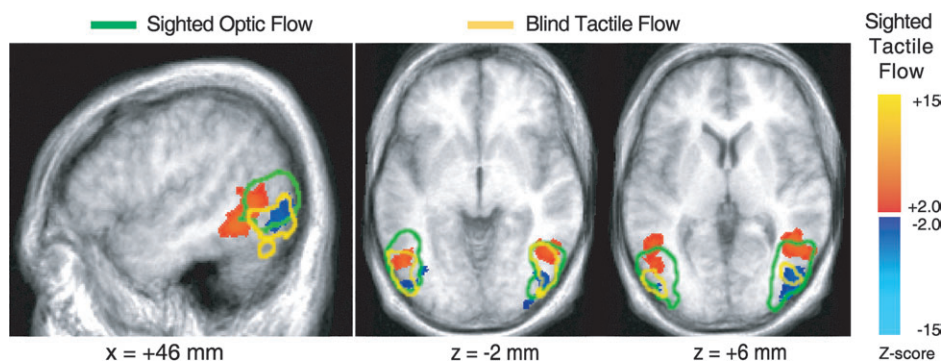 Sighted Optic Flow
Blind Tactile Flow
Sighted
Tactile
Flow
+15
+2.0
-2.0
-15
Z-score
x = +46 mm
z = -2 mm
z = +6 mm